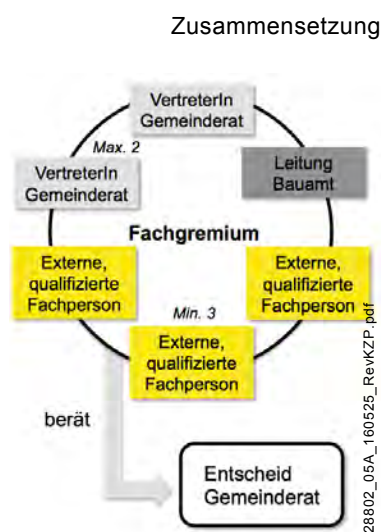 Zusammensetzung
VertreterIn
Gemeinderat
Max. 2
VertreterIn
Gemeinderat
Leitung
Bauamt
Fachgremium
Externe,
qualifizierte
Fachperson
Externe,
qualifizierte
Fachperson
Min. 3
Externe,
qualifizierte
Fachperson
berät
Entscheid
Gemeinderat
28802_05A_160525_RevKZP.pdf